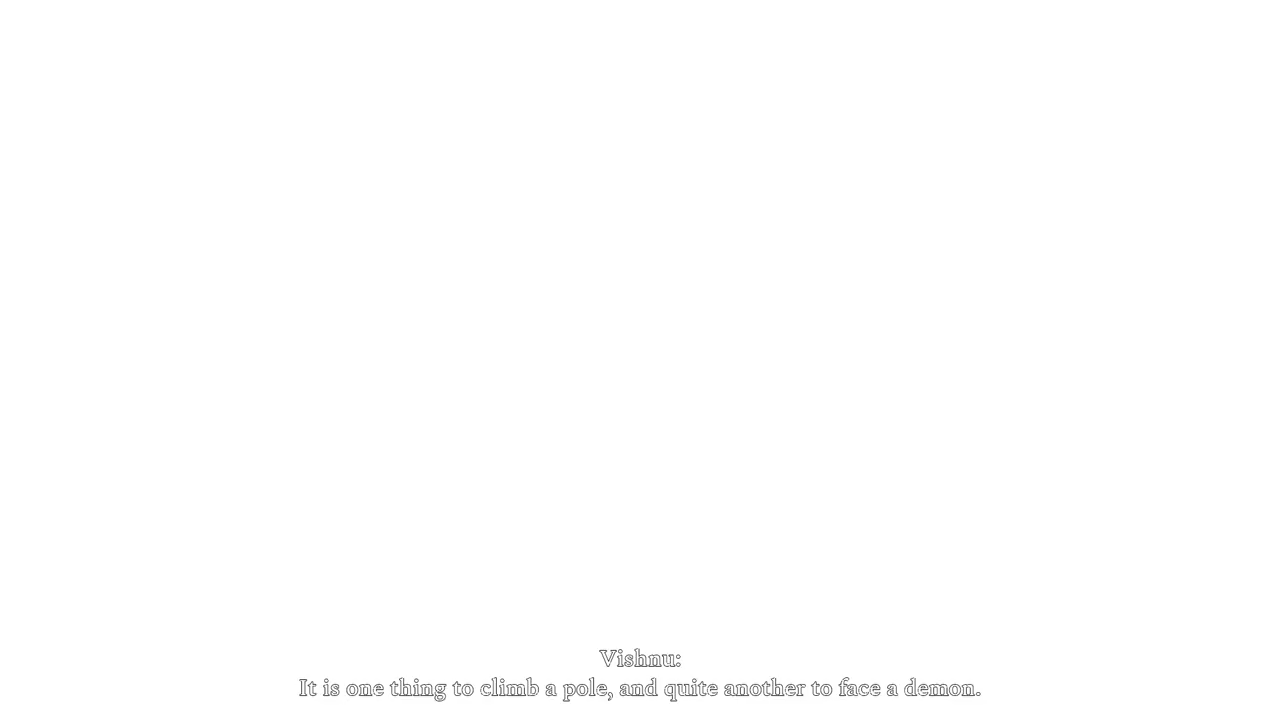 Vishnu:
It is one thing to climb a pole, and quite another to face a demon.